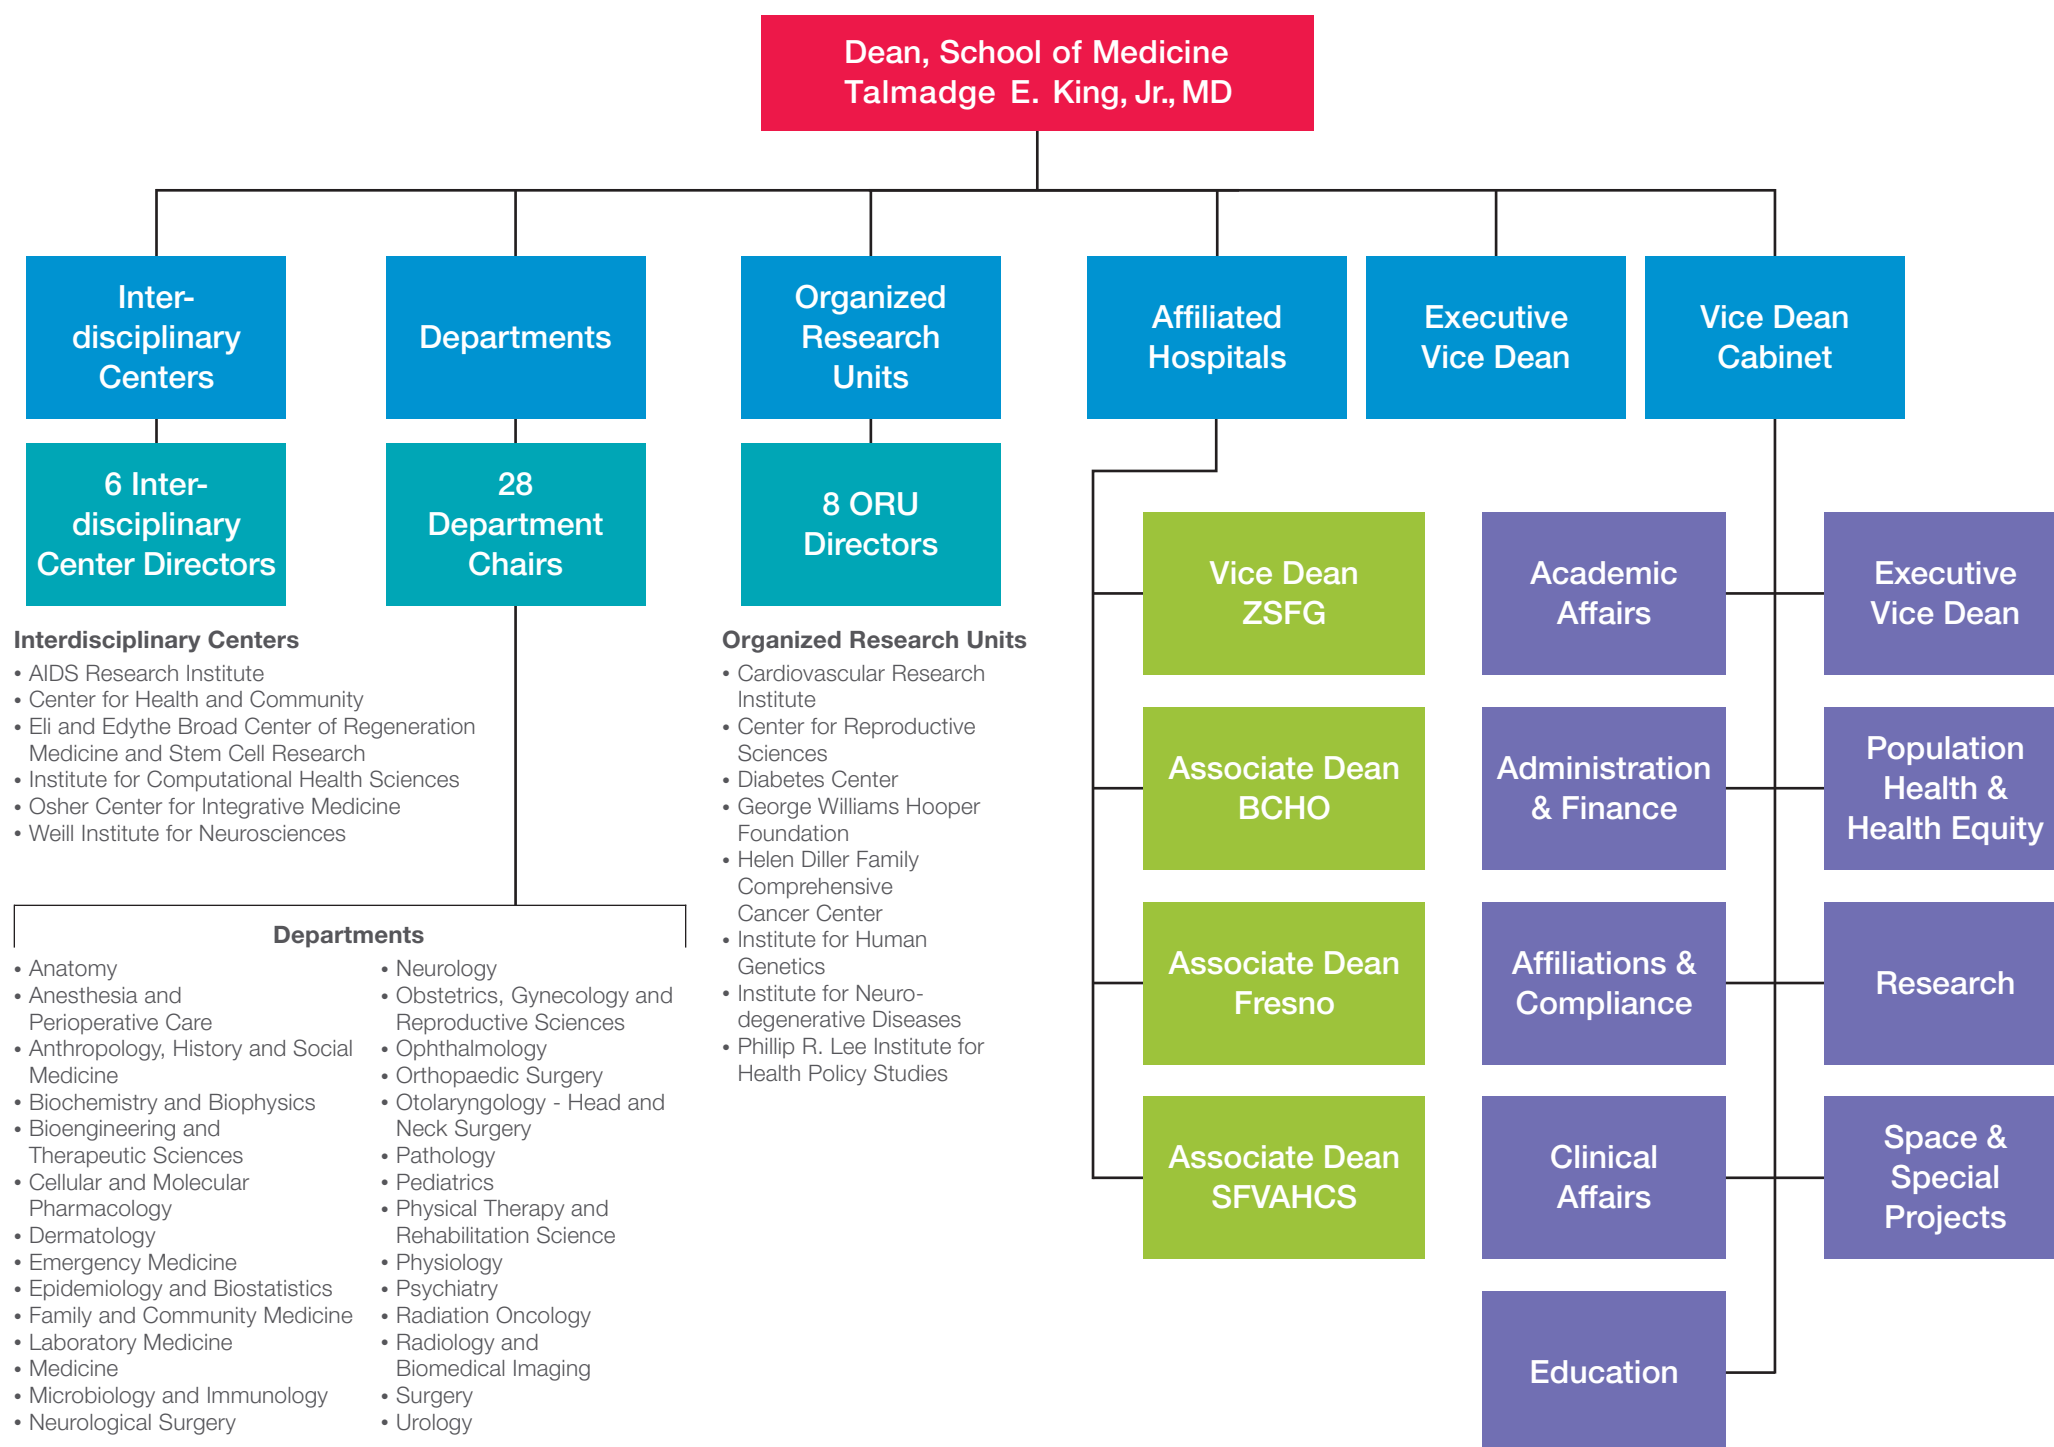 Dean, School of Medicine
Talmadge E. King, Jr., MD
Inter-
disciplinary
Centers
Departments
Organized
Research
Units
Affiliated
Hospitals
Executive
Vice Dean
Vice Dean
Cabinet
6 Inter-
disciplinary
Center Directors
28
Department
Chairs
8 ORU
Directors
Interdisciplinary Centers
• AIDS Research Institute
• Center for Health and Community
• Eli and Edythe Broad Center of Regeneration
Medicine and Stem Cell Research
• Institute for Computational Health Sciences
• Osher Center for Integrative Medicine
• Weill Institute for Neurosciences
Departments
• Anatomy
• Anesthesia and
Perioperative Care
• Anthropology, History and Social
Medicine
• Biochemistry and Biophysics
• Bioengineering and
Therapeutic Sciences
• Cellular and Molecular
Pharmacology
• Dermatology
• Emergency Medicine
• Epidemiology and Biostatistics
• Family and Community Medicine
• Laboratory Medicine
• Medicine
• Microbiology and Immunology
• Neurological Surgery
• Neurology
• Obstetrics, Gynecology and
Reproductive Sciences
• Ophthalmology
• Orthopaedic Surgery
• Otolaryngology - Head and
Neck Surgery
• Pathology
• Pediatrics
• Physical Therapy and
Rehabilitation Science
• Physiology
• Psychiatry
• Radiation Oncology
• Radiology and
Biomedical Imaging
• Surgery
• Urology
Organized Research Units
• Cardiovascular Research
Institute
• Center for Reproductive
Sciences
• Diabetes Center
• George Williams Hooper
Foundation
• Helen Diller Family
Comprehensive
Cancer Center
• Institute for Human
Genetics
• Institute for Neuro-
degenerative Diseases
• Phillip R. Lee Institute for
Health Policy Studies
Vice Dean
ZSFG
Associate Dean
BCHO
Associate Dean
Fresno
Associate Dean
SFVAHCS
Academic
Affairs
Administration
& Finance
Affiliations &
Compliance
Clinical
Affairs
Education
Executive
Vice Dean
Population
Health &
Health Equity
Research
Space &
Special
Projects